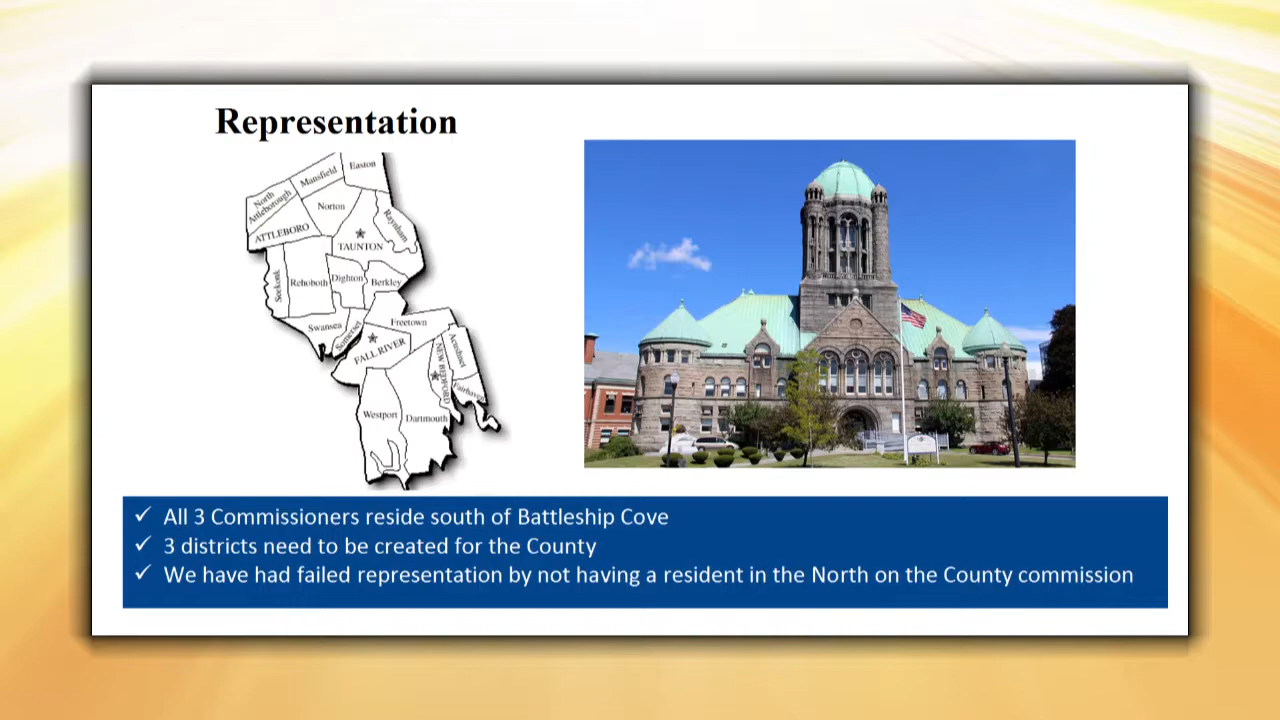 Representation
Easton
Mansfield
North
Attleborough
Norton
Raynham
ATTLEBORO
TAUNTON
Seekonk
Rehoboth
Dighton
Berkley
Swansea
Somerset
Freetown
FALL RIVER
NEW BEDFORD
Acushnet
Fairhaven
Westport
Dartmouth
✓ All 3 Commissioners reside south of Battleship Cove
✓ 3 districts need to be created for the County
✓ We have had failed representation by not having a resident in the North on the County commission